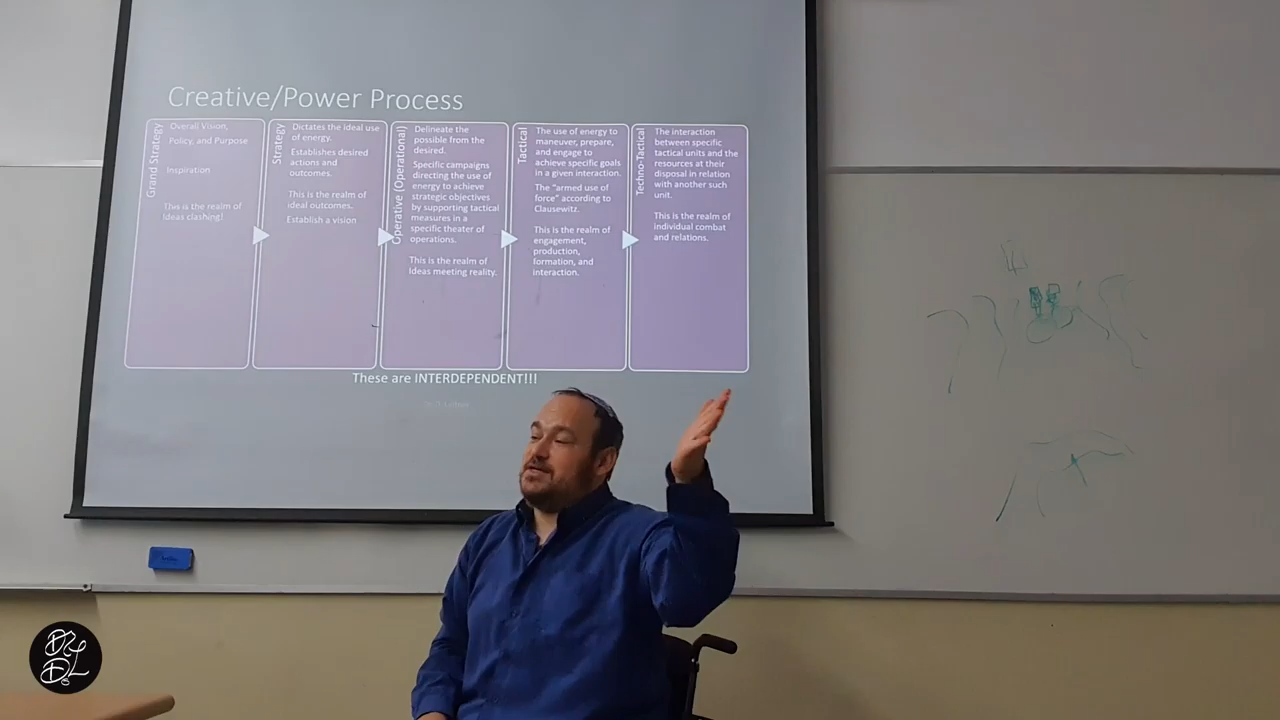 Creative/Power Process
Grand Strategy
Overall Vision,
Policy, and Purpose
Inspiration
This is the realm of
Ideas clashing!
Strategy
Dictates the ideal use
of energy.
Establishes desired
actions and
outcomes.
This is the realm of
ideal outcomes.
Establish a vision
Operative (Operational)
Delineate the
possible from the
desired.
Specific campaigns
directing the use of
energy to achieve
strategic objectives
by supporting tactical
measures in a
specific theater of
operations.
This is the realm of
Ideas meeting reality.
Tactical
The use of energy to
maneuver, prepare,
and engage to
achieve specific goals
in a given interaction.
The "armed use of
force" according to
Clausewitz.
This is the realm of
engagement,
production,
formation, and
interaction.
Techno-Tactical
The interaction
between specific
tactical units and the
resources at their
disposal in relation
with another such
unit.
This is the realm of
individual combat
and relations.
These are INTERDEPENDENT!!!